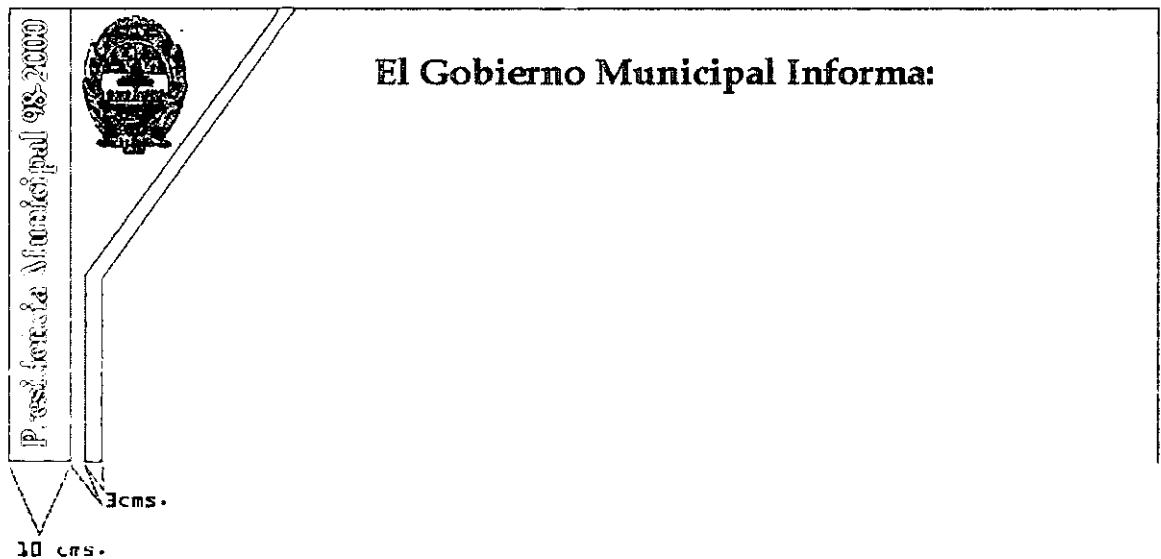 El Gobierno Municipal Informa:
Presidencia Municipal 98-2000
3cms.
10 cms.